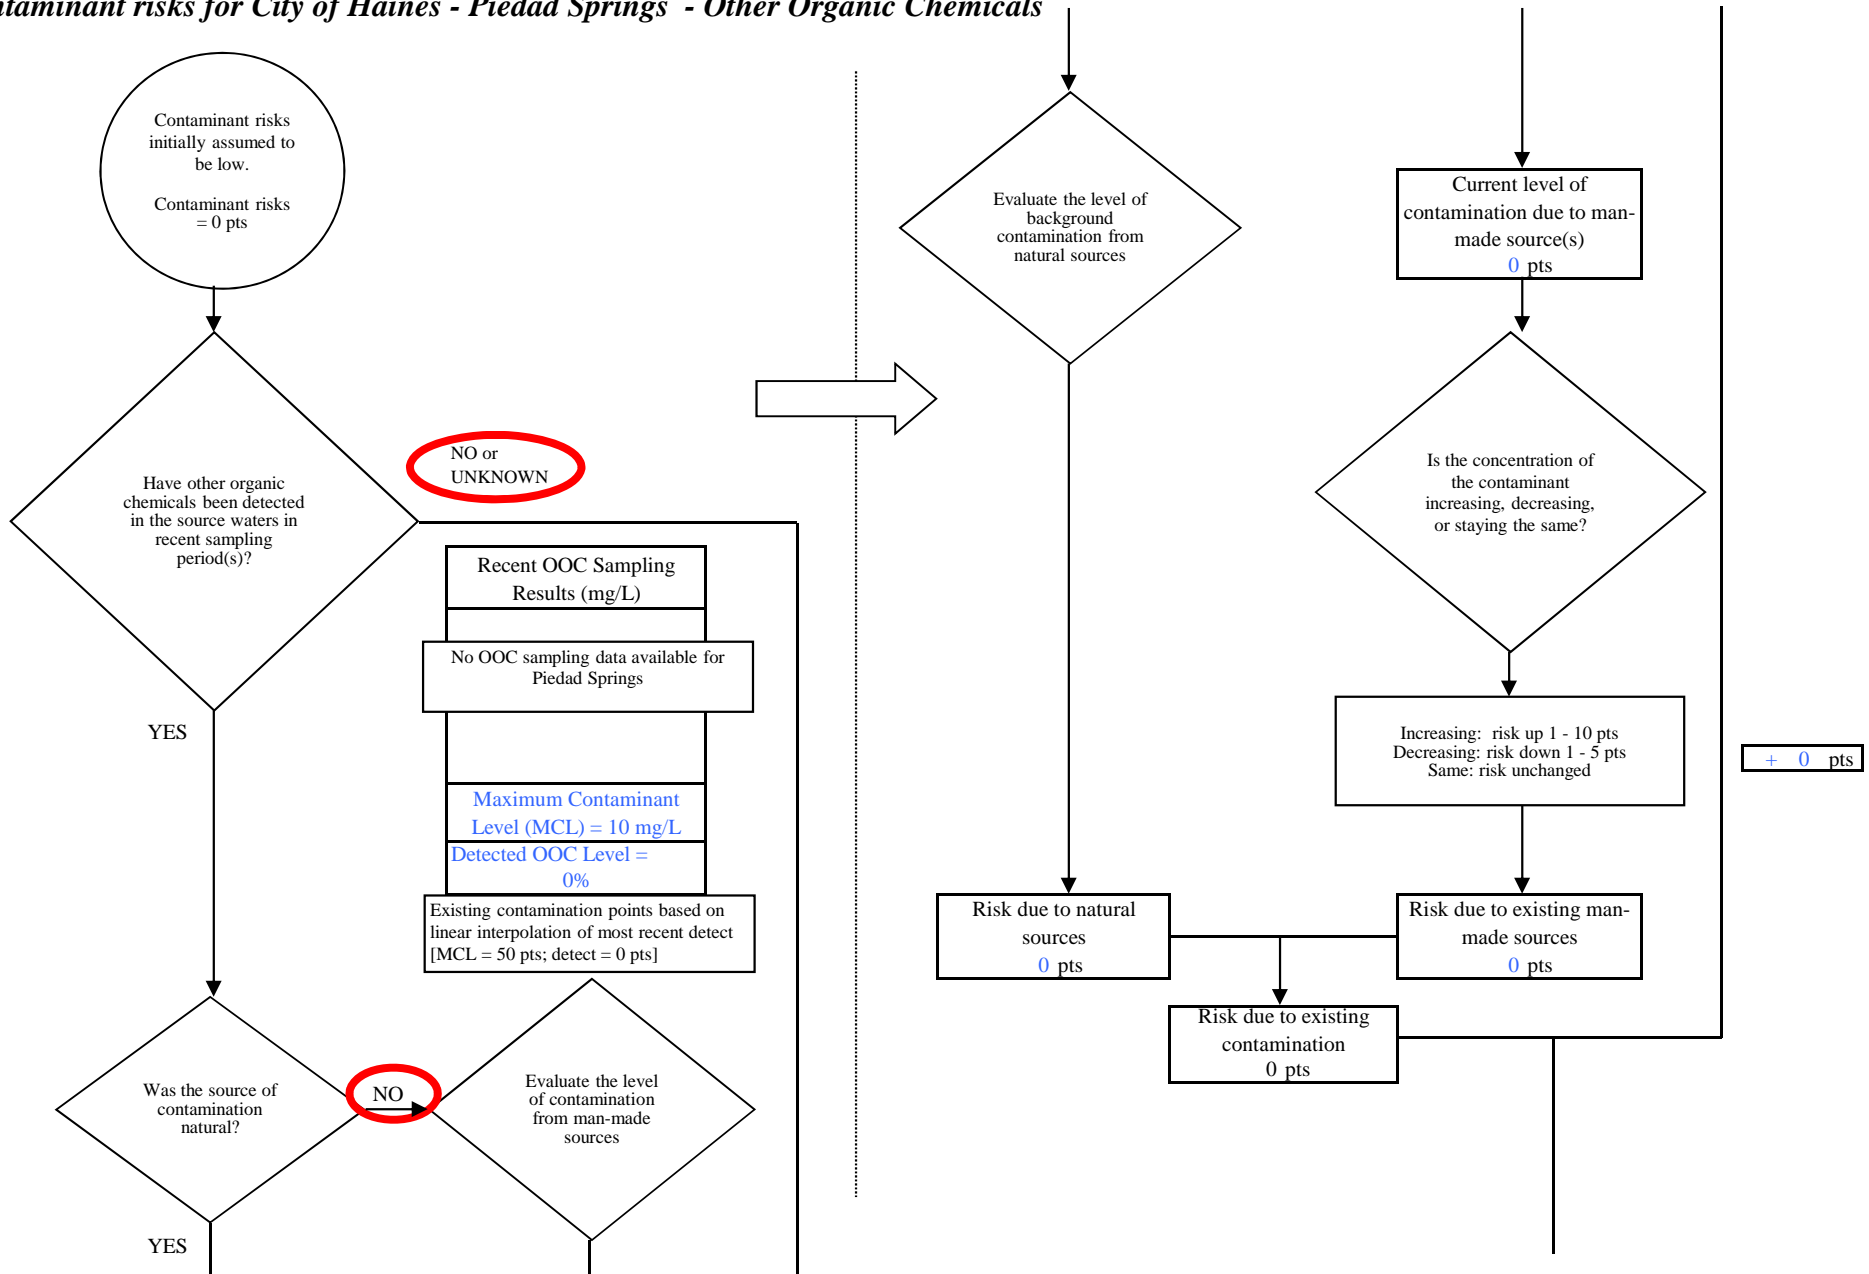 ntaminant risks for City of Haines - Piedad Springs - Other Organic Chemicals
Contaminant risks
initially assumed to
be low.
Contaminant risks
= 0 pts
Have other organic
chemicals been detected
in the source waters in
recent sampling
period(s)?
NO or
UNKNOWN
Recent OOC Sampling
Results (mg/L)
No OOC sampling data available for
Piedad Springs
YES
Maximum Contaminant
Level (MCL) = 10 mg/L
Detected OOC Level =
0%
Existing contamination points based on
linear interpolation of most recent detect
[MCL = 50 pts; detect = 0 pts]
Was the source of
contamination
natural?
NO
Evaluate the level
of contamination
from man-made
sources
YES
Evaluate the level of
background
contamination from
natural sources
Current level of
contamination due to man-
made source(s)
0 pts
Is the concentration of
the contaminant
increasing, decreasing,
or staying the same?
Increasing: risk up 1 - 10 pts
Decreasing: risk down 1 - 5 pts
Same: risk unchanged
+ 0 pts
Risk due to natural
sources
0 pts
Risk due to existing man-
made sources
0 pts
Risk due to existing
contamination
0 pts